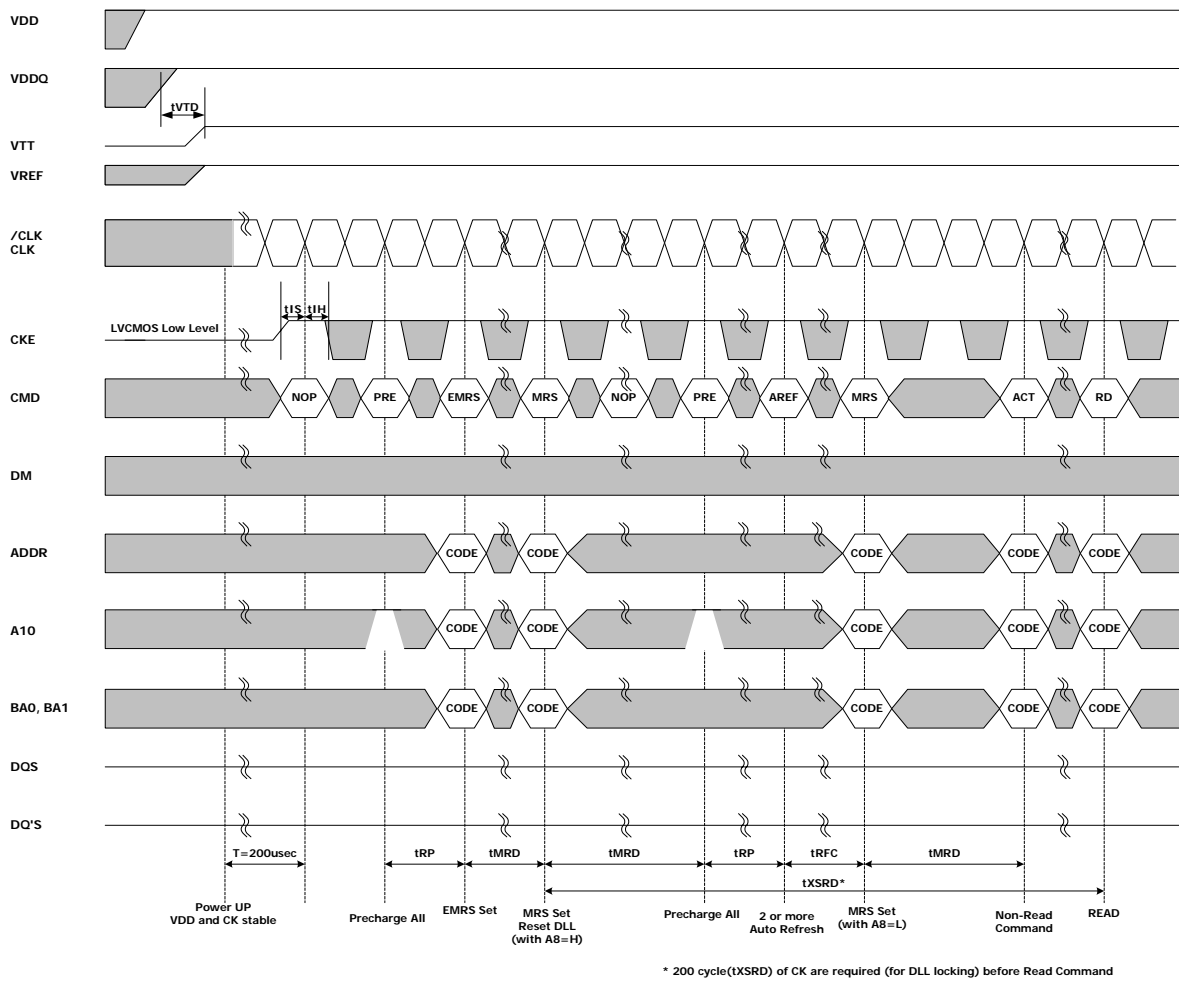 VDD
VDDQ
tVTD
VTT
VREF
/CLK
CLK
tIS tIH
CKE
LVCMOS Low Level
CMD
NOP PRE EMRS MRS NOP PRE AREF MRS ACT RD
DM
ADDR
CODE CODE CODE CODE CODE
A10
CODE CODE CODE CODE CODE
BA0, BA1
CODE CODE CODE CODE CODE
DQS
DQ'S
T=200usec tRP tMRD tMRD tRP tRFC tMRD
tXSRD*
Power UP
VDD and CK stable
Precharge All
EMRS Set
MRS Set
Reset DLL
(with A8=H)
Precharge All
2 or more
Auto Refresh
MRS Set
(with A8=L)
Non-Read
Command
READ
* 200 cycle(tXSRD) of CK are required (for DLL locking) before Read Command